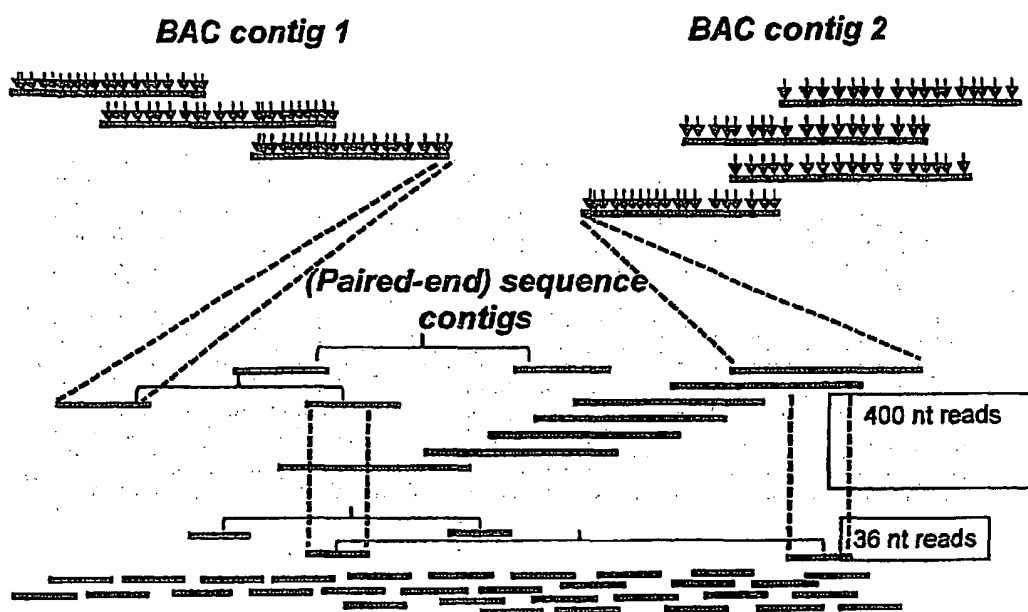 BAC contig 1
BAC contig 2
(Paired-end) sequence
contigs
400 nt reads
36 nt reads